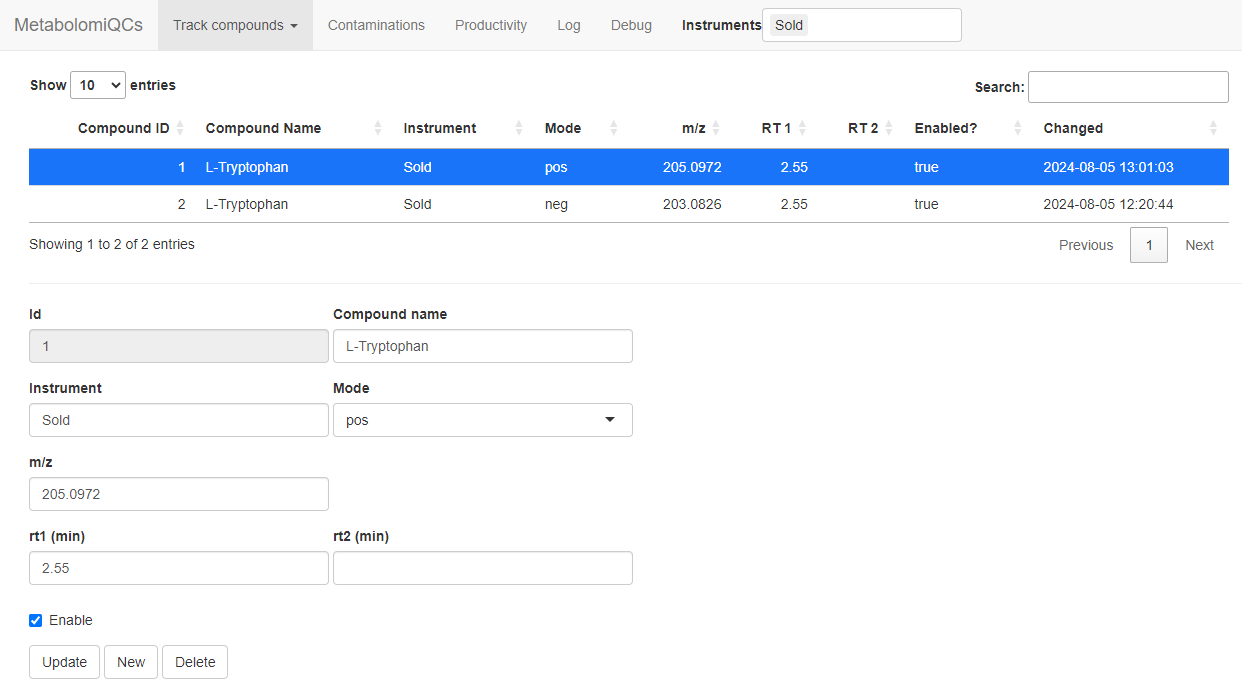 MetabolomiQCs Track compounds Contaminations Productivity Log Debug Instruments Sold
Show 10 entries Search:
Compound ID Compound Name Instrument Mode m/z RT 1 RT 2 Enabled? Changed
1 L-Tryptophan Sold pos 205.0972 2.55 true 2024-08-05 13:01:03
2 L-Tryptophan Sold neg 203.0826 2.55 true 2024-08-05 12:20:44
Showing 1 to 2 of 2 entries Previous 1 Next
Id Compound name
1 L-Tryptophan
Instrument Mode
Sold pos
m/z
205.0972
rt1 (min) rt2 (min)
2.55
Enable
Update New Delete